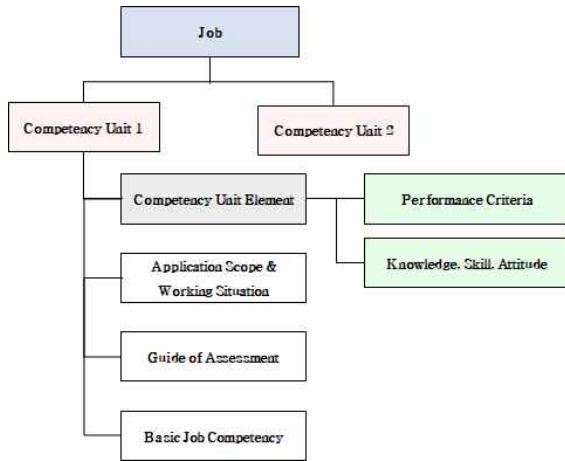 Job
Competency Unit 1
Competency Unit 2
Competency Unit Element
Performance Criteria
Application Scope &
Working Situation
Knowledge, Skill, Attitude
Guide of Assessment
Basic Job Competency